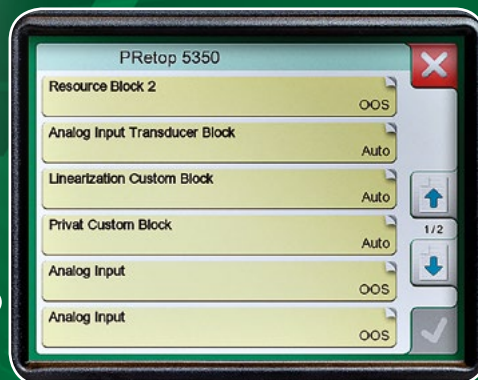 PRetop 5350
Resource Block 2
OOS
Analog Input Transducer Block
Auto
Linearization Custom Block
Auto
Privat Custom Block
Auto
Analog Input
OOS
Analog Input
OOS
1/2